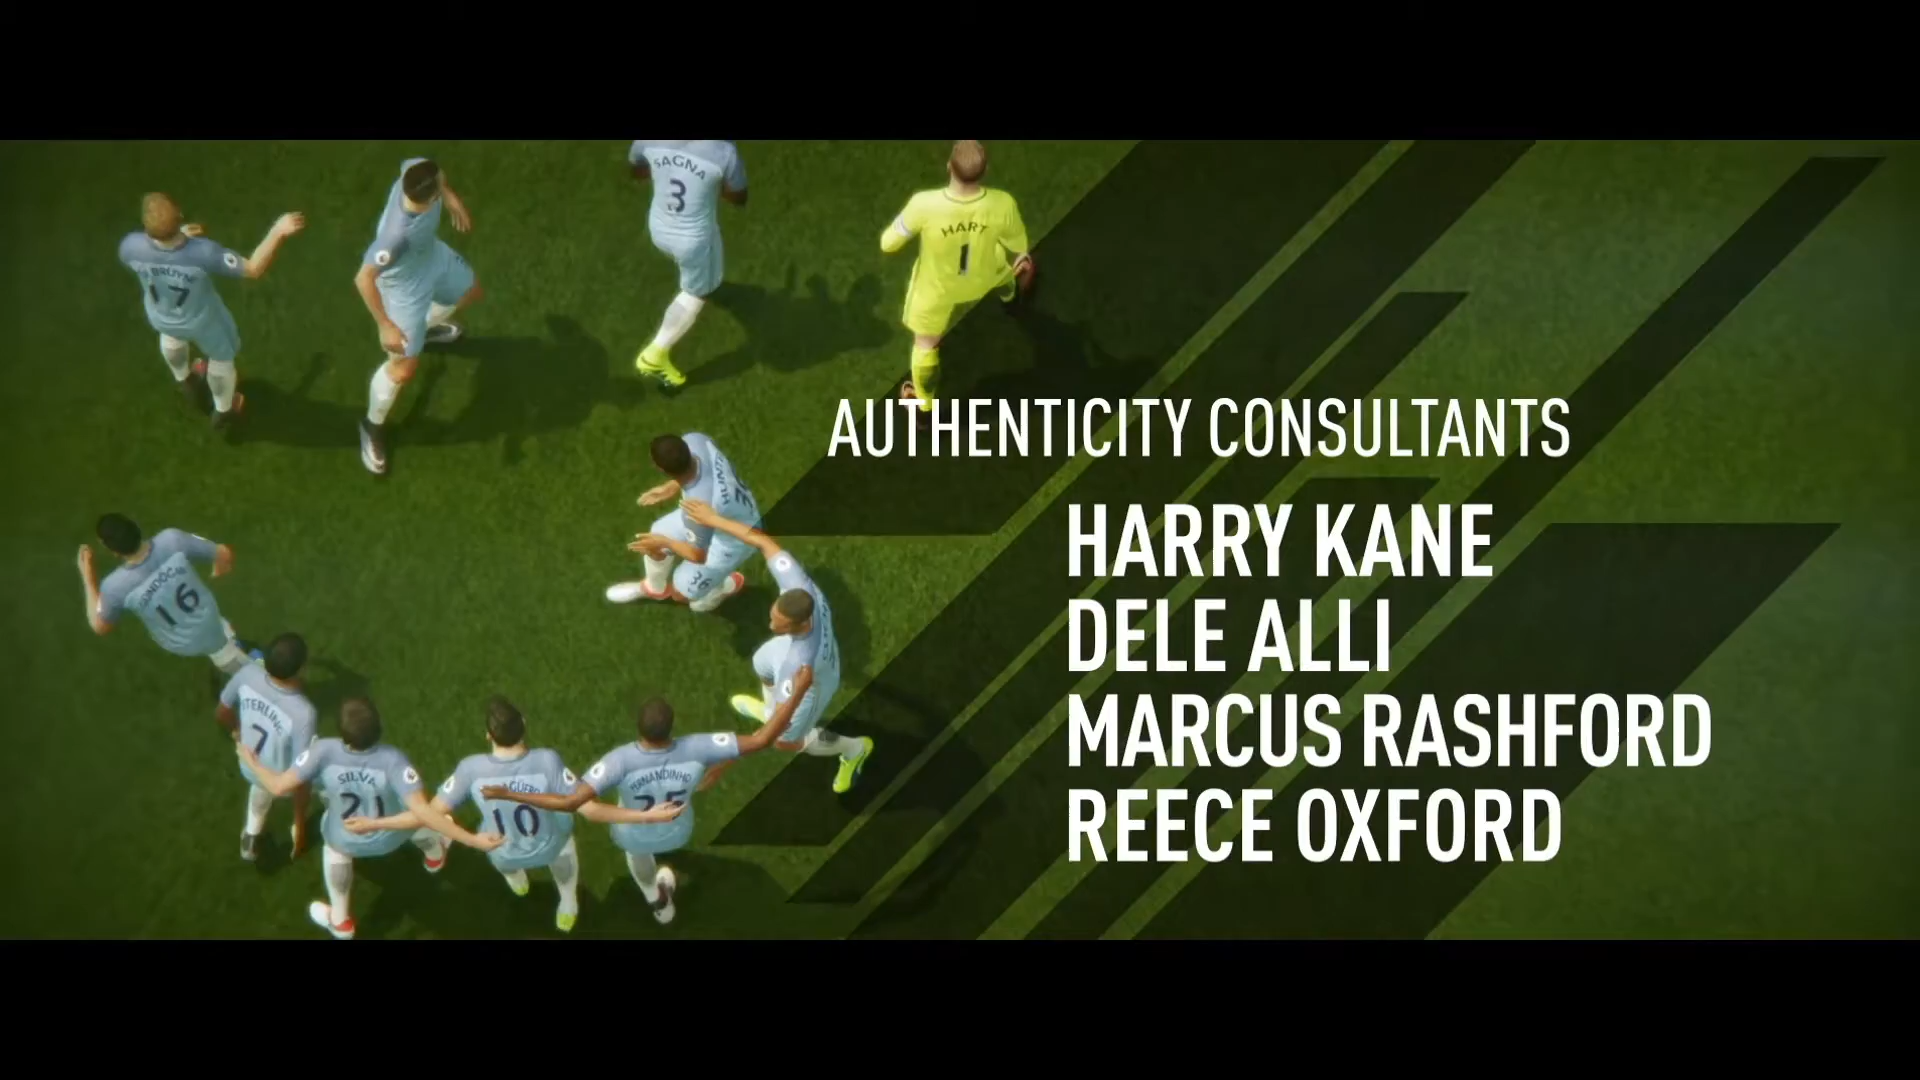 SAGNA
3
HART
1
17
AUTHENTICITY CONSULTANTS
HARRY KANE
DELE ALLI
MARCUS RASHFORD
REECE OXFORD
36
16
7
SILVA
21
10
25